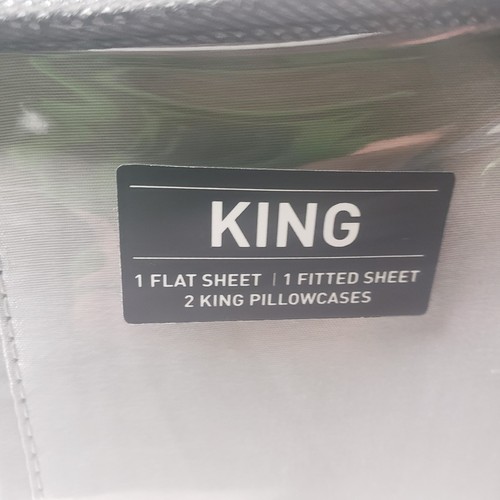 KING
1 FLAT SHEET | 1 FITTED SHEET
2 KING PILLOWCASES